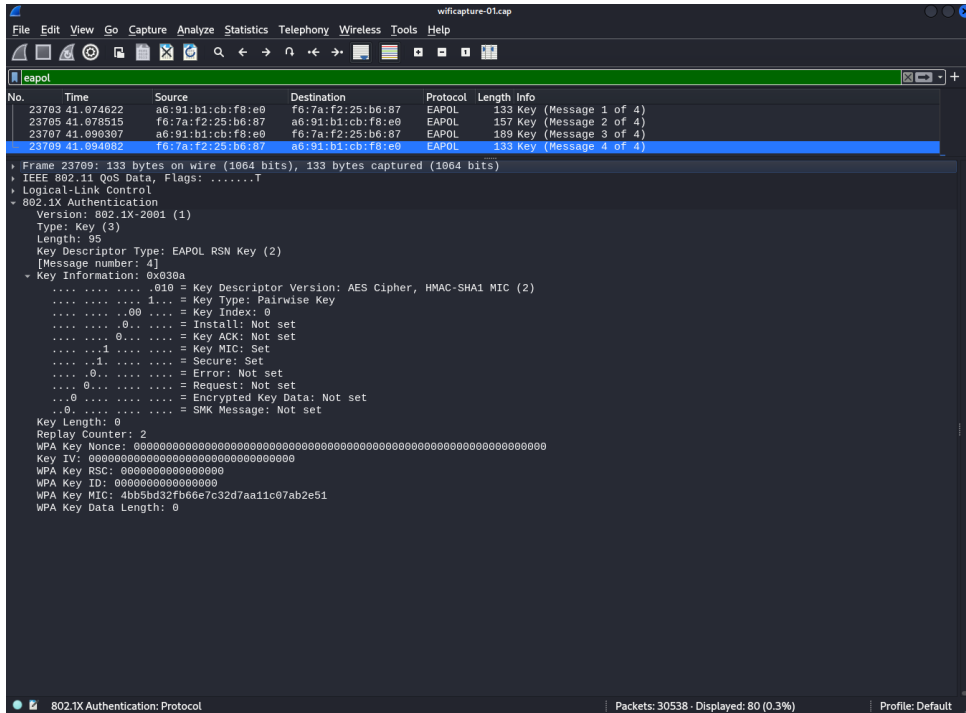 wificapture-01.cap
File Edit View Go Capture Analyze Statistics Telephony Wireless Tools Help
eapol
No. Time Source Destination Protocol Length Info
23703 41.074622 a6:91:b1:cb:f8:e0 f6:7a:f2:25:b6:87 EAPOL 133 Key (Message 1 of 4)
23705 41.078515 f6:7a:f2:25:b6:87 a6:91:b1:cb:f8:e0 EAPOL 157 Key (Message 2 of 4)
23707 41.090307 a6:91:b1:cb:f8:e0 f6:7a:f2:25:b6:87 EAPOL 189 Key (Message 3 of 4)
23709 41.094082 f6:7a:f2:25:b6:87 a6:91:b1:cb:f8:e0 EAPOL 133 Key (Message 4 of 4)
Frame 23709: 133 bytes on wire (1064 bits), 133 bytes captured (1064 bits)
IEEE 802.11 QoS Data, Flags: .......T
Logical-Link Control
802.1X Authentication
Version: 802.1X-2001 (1)
Type: Key (3)
Length: 95
Key Descriptor Type: EAPOL RSN Key (2)
[Message number: 4]
Key Information: 0x030a
.... .... .... .010 = Key Descriptor Version: AES Cipher, HMAC-SHA1 MIC (2)
.... .... .... 1... = Key Type: Pairwise Key
.... .... ..00 .... = Key Index: 0
.... .... .0.. .... = Install: Not set
.... .... 0... .... = Key ACK: Not set
.... ...1 .... .... = Key MIC: Set
.... ..1. .... .... = Secure: Set
.... .0.. .... .... = Error: Not set
.... 0... .... .... = Request: Not set
...0 .... .... .... = Encrypted Key Data: Not set
..0. .... .... .... = SMK Message: Not set
Key Length: 0
Replay Counter: 2
WPA Key Nonce: 0000000000000000000000000000000000000000000000000000000000000000
Key IV: 00000000000000000000000000000000
WPA Key RSC: 0000000000000000
WPA Key ID: 0000000000000000
WPA Key MIC: 4bb5bd32fb66e7c32d7aa11c07ab2e51
WPA Key Data Length: 0
802.1X Authentication: Protocol Packets: 30538 · Displayed: 80 (0.3%) Profile: Default